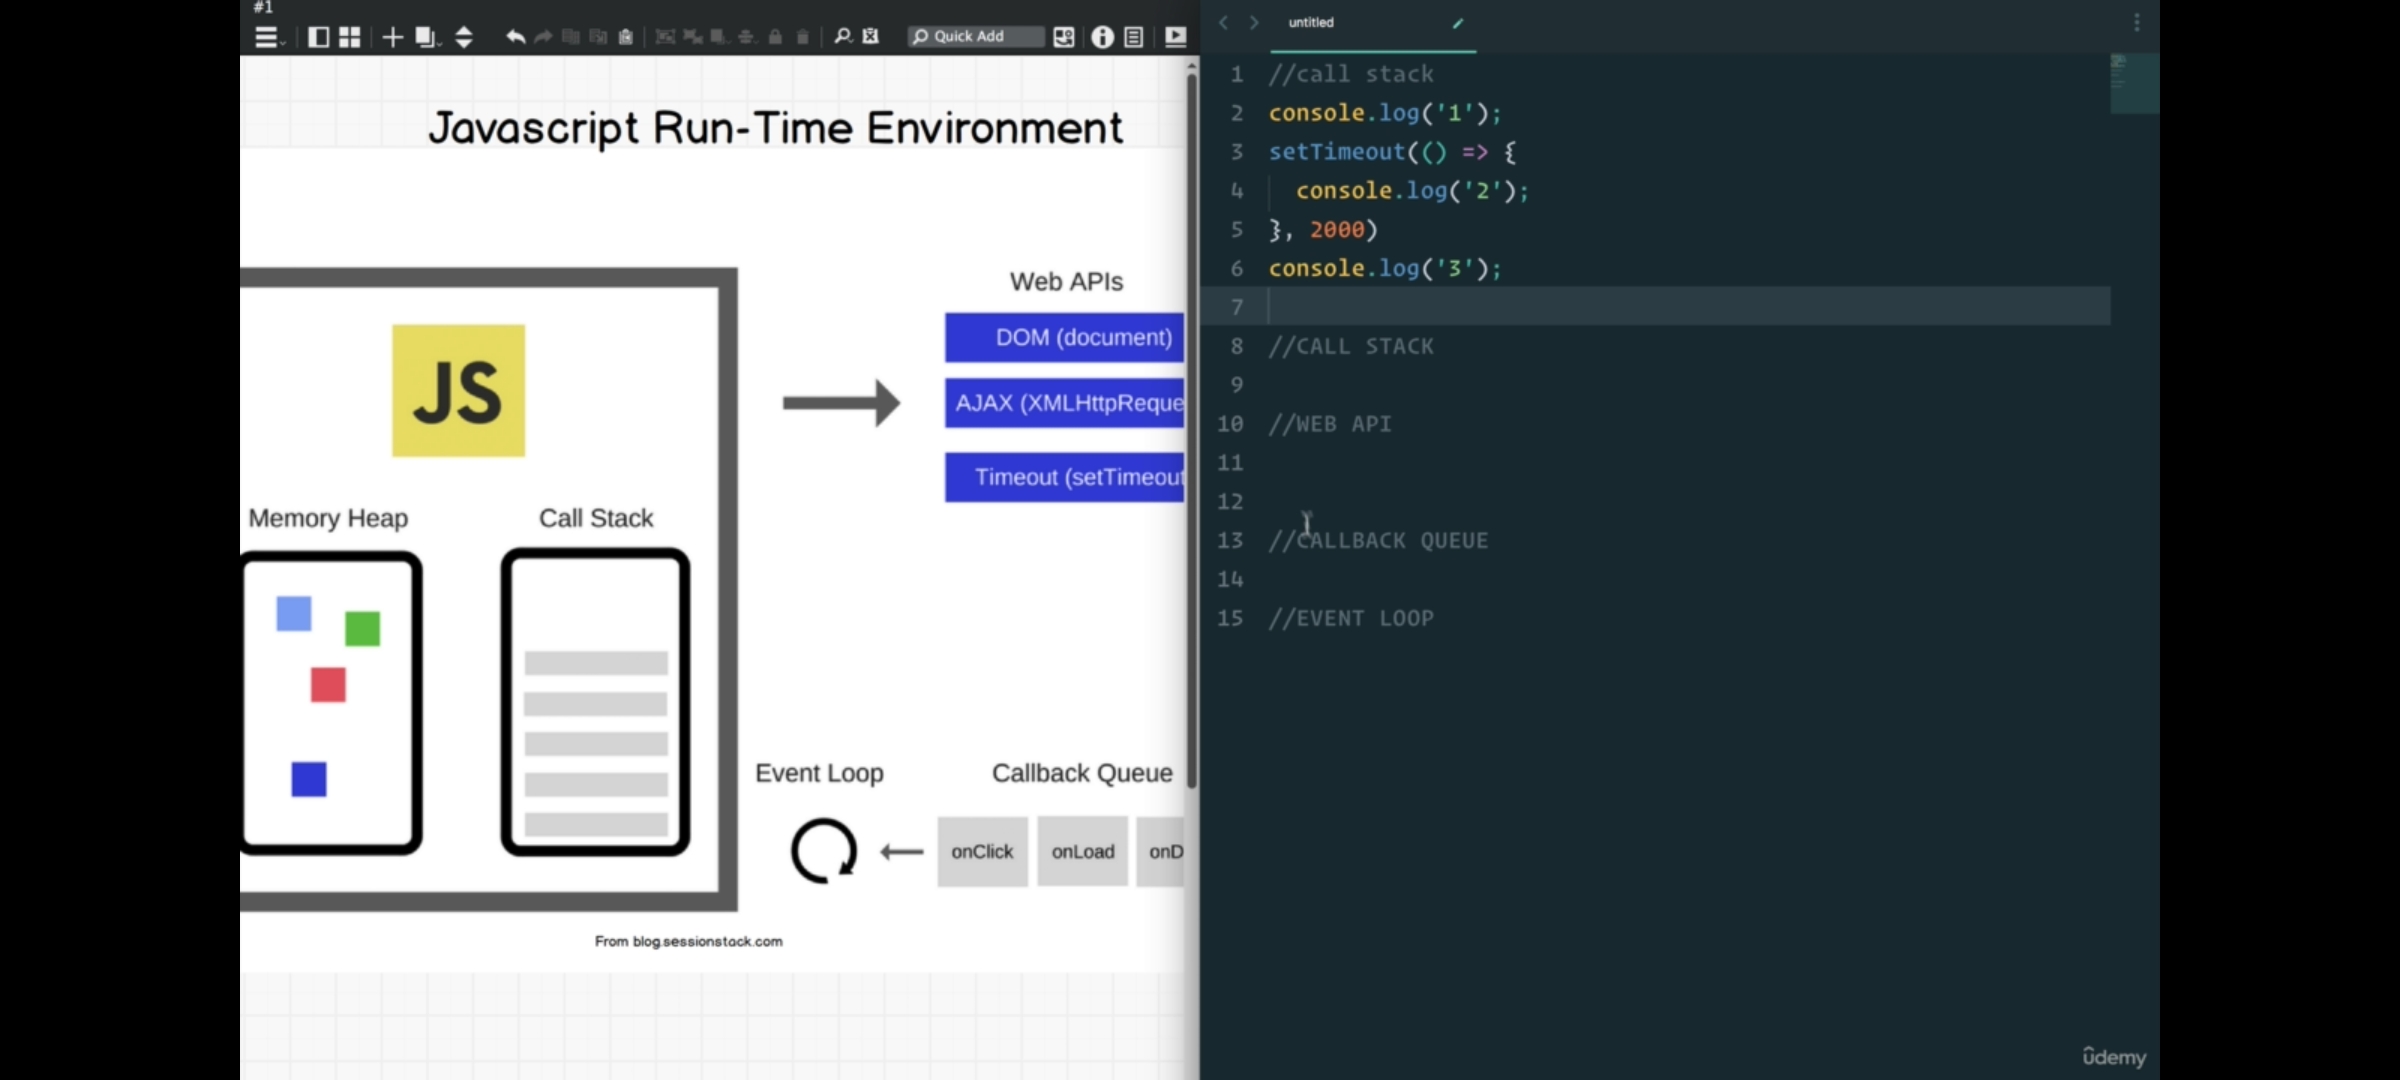 #1
Quick Add
Javascript Run-Time Environment
JS
Memory Heap
Call Stack
Web APIs
DOM (document)
AJAX (XMLHttpReque
Timeout (setTimeout
Event Loop
Callback Queue
onClick
onLoad
onD
From blog.sessionstack.com
untitled
1 //call stack
2 console.log('1');
3 setTimeout(() => {
4 console.log('2');
5 }, 2000)
6 console.log('3');
7
8 //CALL STACK
9
10 //WEB API
11
12
13 //CALLBACK QUEUE
14
15 //EVENT LOOP
ûdemy